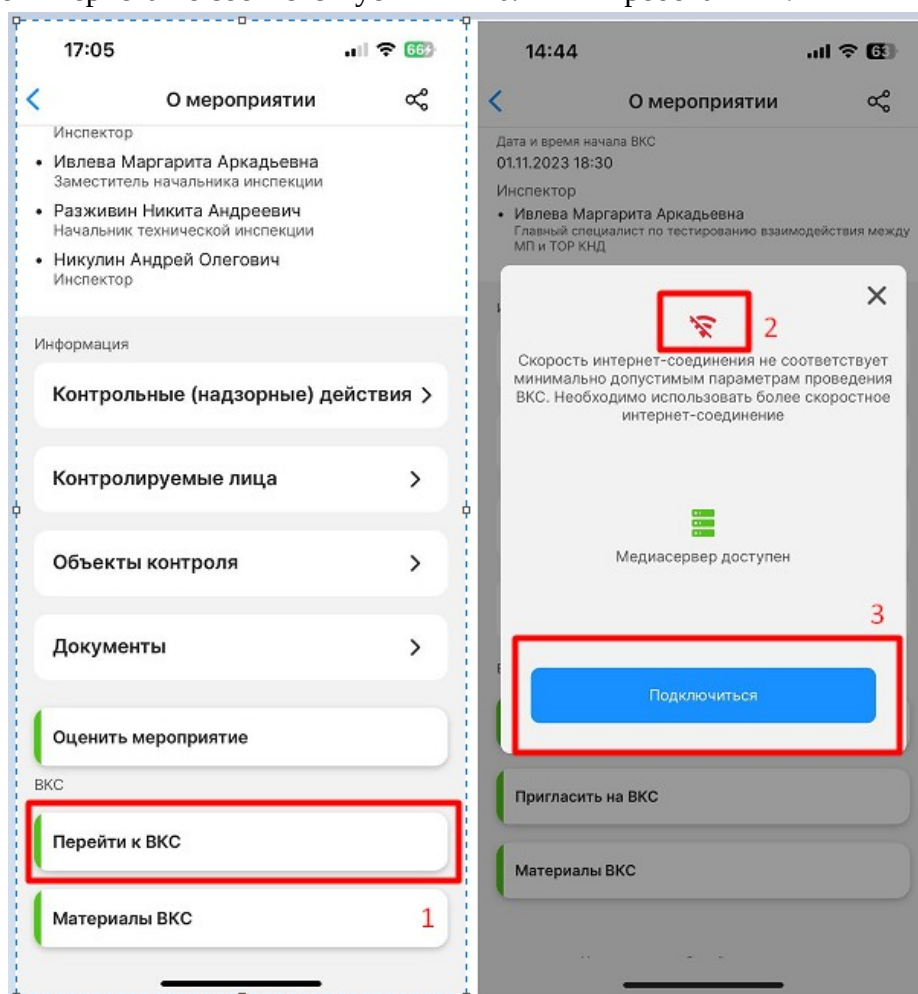 17:05
66
О мероприятии
Инспектор
• Ивлева Маргарита Аркадьевна
Заместитель начальника инспекции
• Разживин Никита Андреевич
Начальник технической инспекции
• Никулин Андрей Олегович
Инспектор
Информация
Контрольные (надзорные) действия
Контролируемые лица
Объекты контроля
Документы
Оценить мероприятие
ВКС
Перейти к ВКС
Материалы ВКС
1
14:44
63
О мероприятии
Дата и время начала ВКС
01.11.2023 18:30
Инспектор
• Ивлева Маргарита Аркадьевна
Главный специалист по тестированию взаимодействия между
МП и ТОР КНД
2
Скорость интернет-соединения не соответствует
минимально допустимым параметрам проведения
ВКС. Необходимо использовать более скоростное
интернет-соединение
Медиасервер доступен
3
Подключиться
Пригласить на ВКС
Материалы ВКС